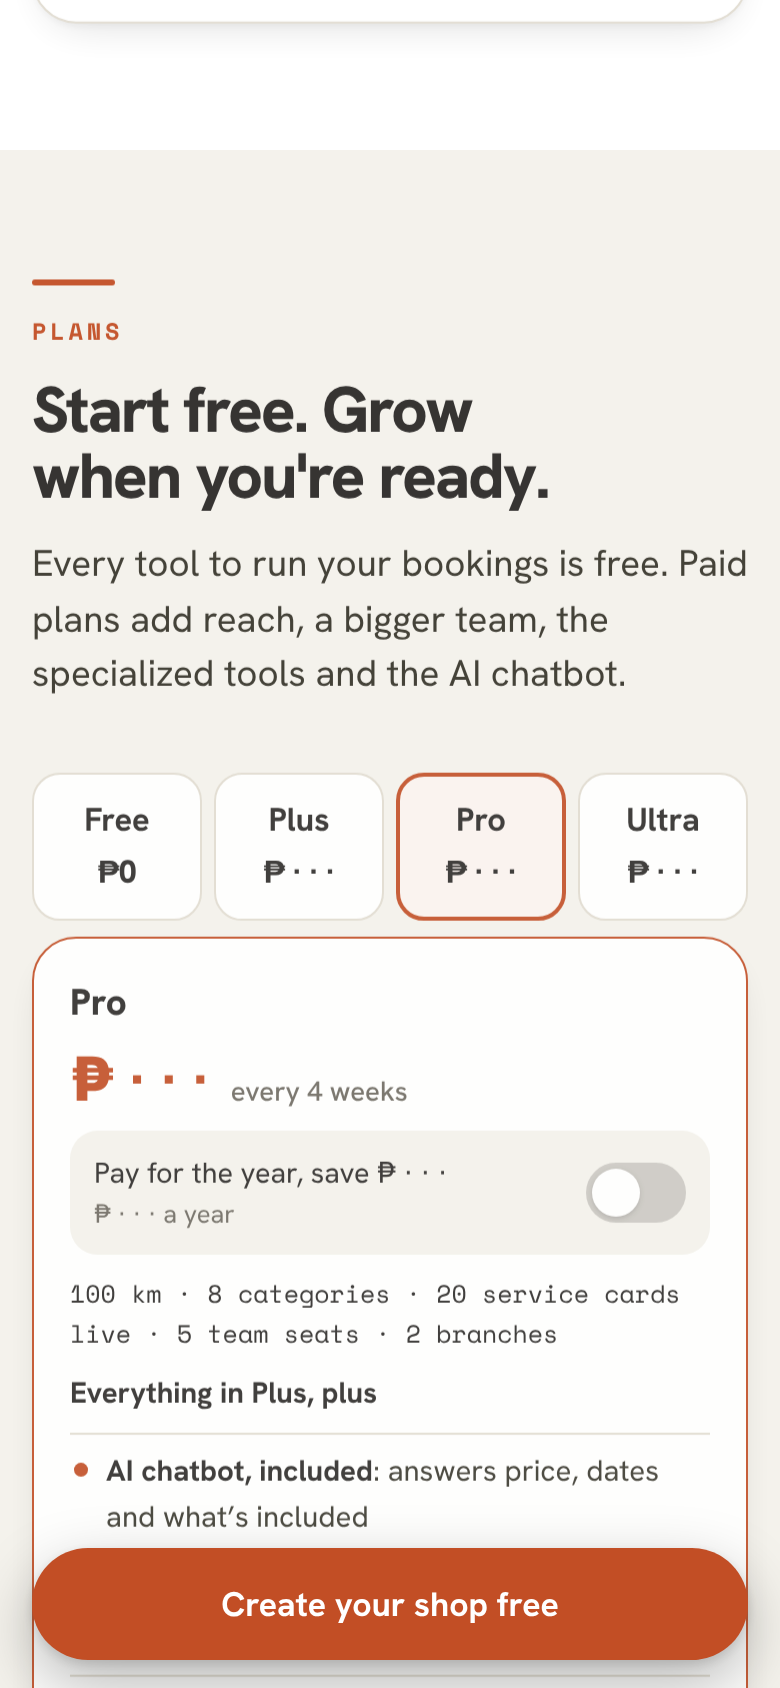 PLANS
Start free. Grow
when you're ready.
Every tool to run your bookings is free. Paid
plans add reach, a bigger team, the
specialized tools and the AI chatbot.
Free
₱0
Plus
₱ · · ·
Pro
₱ · · ·
Ultra
₱ · · ·
Pro
₱ · · · every 4 weeks
Pay for the year, save ₱ · · ·
₱ · · · a year
100 km · 8 categories · 20 service cards
live · 5 team seats · 2 branches
Everything in Plus, plus
AI chatbot, included: answers price, dates
and what’s included
Create your shop free